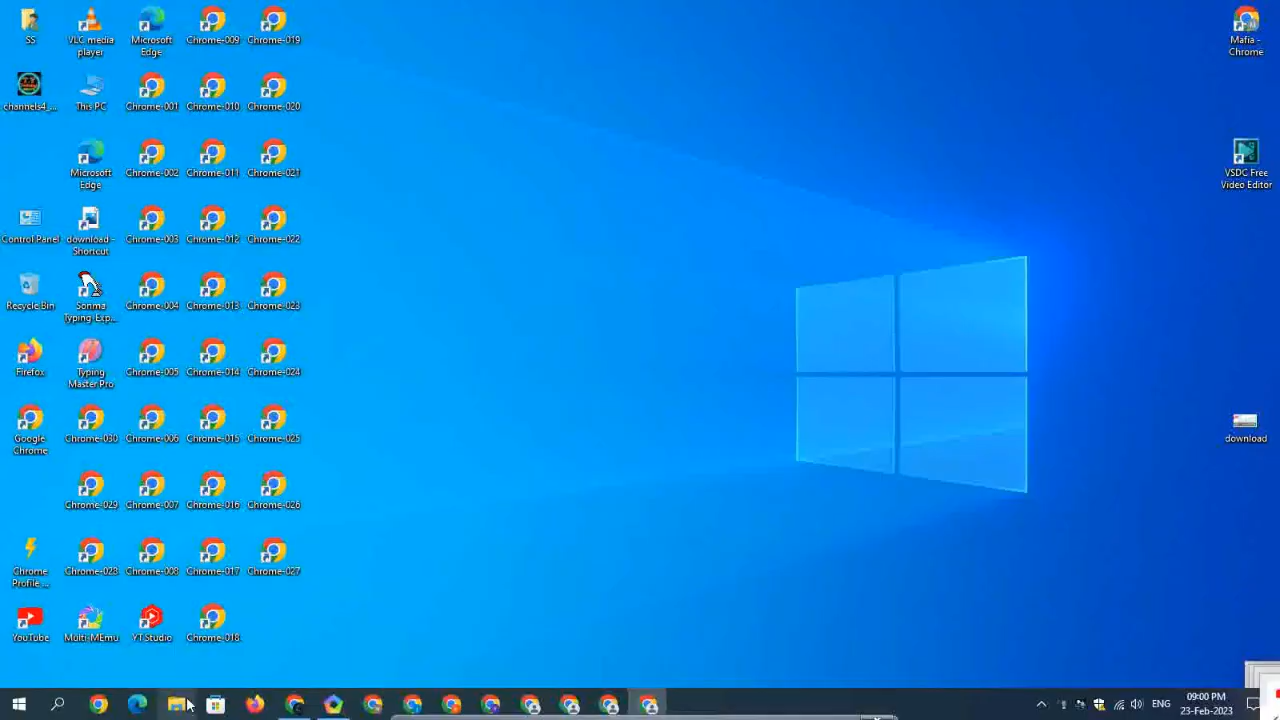 SS
VLC media
player
Microsoft
Edge
Chrome-009
Chrome-019
Mafia -
Chrome
channels4_...
This PC
Chrome-001
Chrome-010
Chrome-020
Microsoft
Edge
Chrome-002
Chrome-011
Chrome-021
VSDC Free
Video Editor
Control Panel
download -
Shortcut
Chrome-003
Chrome-012
Chrome-022
Recycle Bin
Sonma
Typing-Exp...
Chrome-004
Chrome-013
Chrome-023
Firefox
Typing
Master Pro
Chrome-005
Chrome-014
Chrome-024
Google
Chrome
Chrome-030
Chrome-006
Chrome-015
Chrome-025
download
Chrome-029
Chrome-007
Chrome-016
Chrome-026
Chrome
Profile...
Chrome-028
Chrome-008
Chrome-017
Chrome-027
YouTube
Multi-MEmu
YT Studio
Chrome-018
ENG
09:00 PM
23-Feb-2023